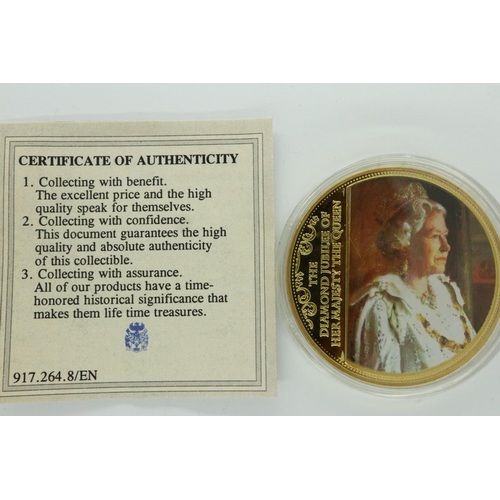 CERTIFICATE OF AUTHENTICITY
1. Collecting with benefit.
The excellent price and the high
quality speak for themselves.
2. Collecting with confidence.
This document guarantees the high
quality and absolute authenticity
of this collectible.
3. Collecting with assurance.
All of our products have a time-
honored historical significance that
makes them life time treasures.
917.264.8/EN
THE
DIAMOND JUBILEE OF
HER MAJESTY THE QUEEN